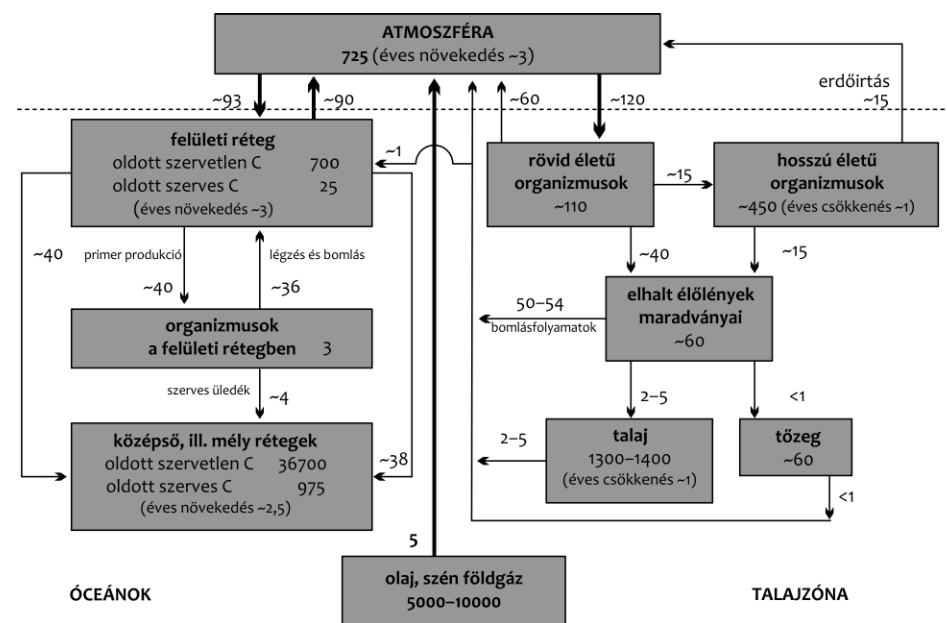 ATMOSZFÉRA
725 (éves növekedés ~3)
erdőirtás
~15
~93
~90
~60
~120
felületi réteg
oldott szervetlen C 700
oldott szerves C 25
(éves növekedés ~3)
~1
rövid életű
organizmusok
~110
~15
hosszú életű
organizmusok
~450 (éves csökkenés ~1)
~40
primer produkció
légzés és bomlás
~40
~36
~40
~15
50–54
bomlásfolyamatok
elhalt élőlények
maradványai
~60
organizmusok
a felületi rétegben 3
szerves üledék
~4
2–5
<1
középső, ill. mély rétegek
oldott szervetlen C 36700
oldott szerves C 975
(éves növekedés ~2,5)
~38
2–5
talaj
1300–1400
(éves csökkenés ~1)
tőzeg
~60
<1
5
olaj, szén földgáz
5000–10000
ÓCEÁNOK
TALAJZÓNA